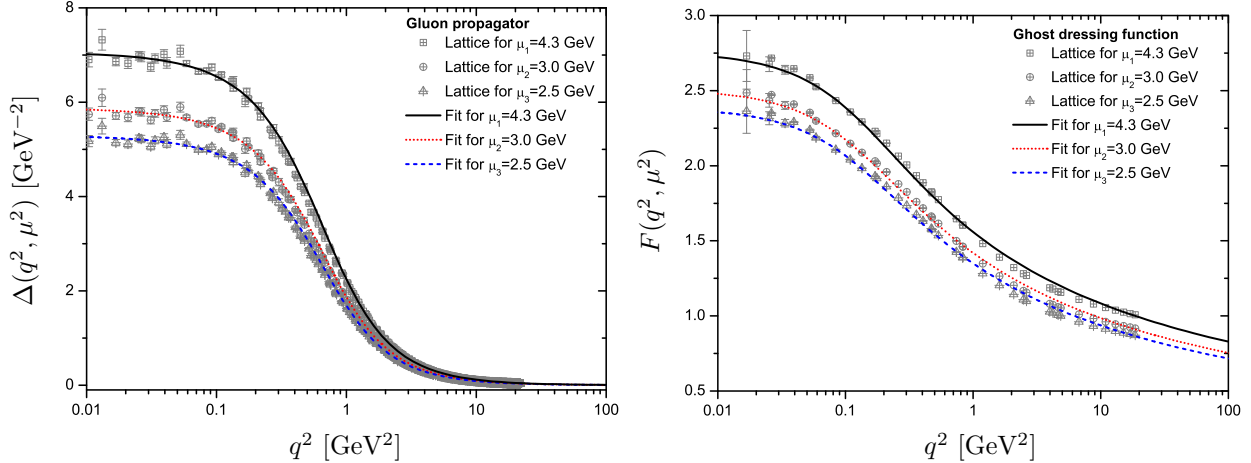 Gluon propagator
Lattice for μ₁=4.3 GeV
Lattice for μ₂=3.0 GeV
Lattice for μ₃=2.5 GeV
Fit for μ₁=4.3 GeV
Fit for μ₂=3.0 GeV
Fit for μ₃=2.5 GeV
Δ(q², μ²) [GeV⁻²]
8
6
4
2
0
0.01 0.1 1 10 100
q² [GeV²]
Ghost dressing function
Lattice for μ₁=4.3 GeV
Lattice for μ₂=3.0 GeV
Lattice for μ₃=2.5 GeV
Fit for μ₁=4.3 GeV
Fit for μ₂=3.0 GeV
Fit for μ₃=2.5 GeV
F(q², μ²)
3.0
2.5
2.0
1.5
1.0
0.5
0.01 0.1 1 10 100
q² [GeV²]